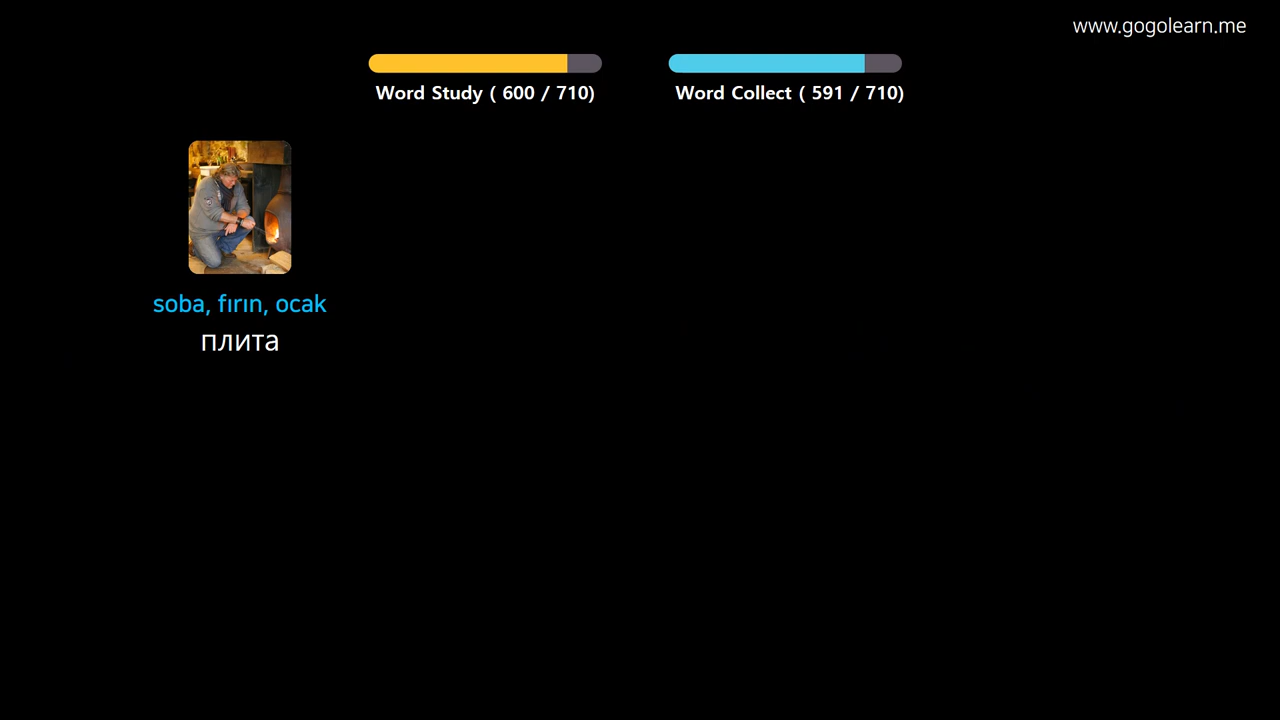 www.gogolearn.me
Word Study ( 600 / 710)
Word Collect ( 591 / 710)
soba, fırın, ocak
плита